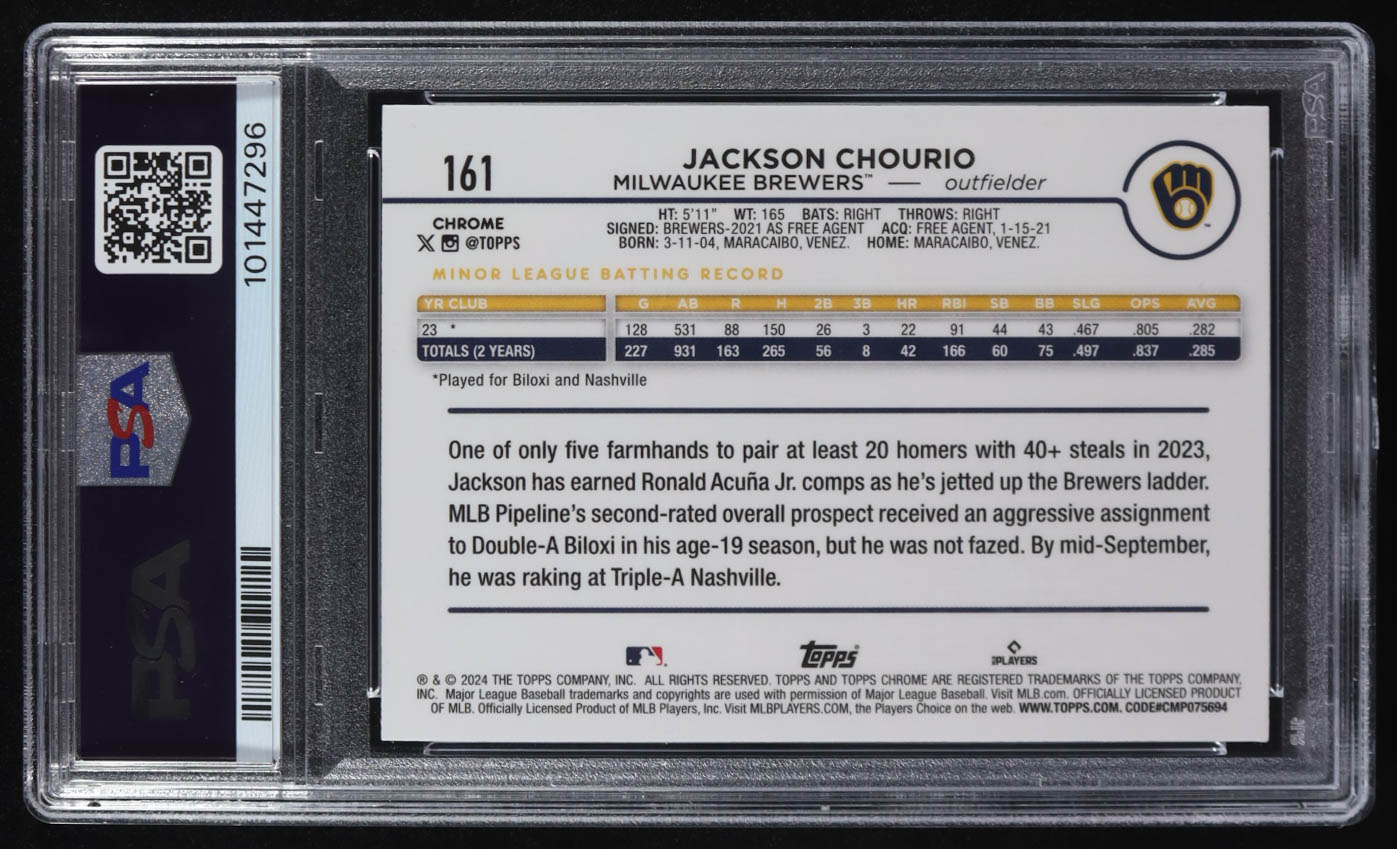 101447296
PSA
PSA
161
JACKSON CHOURIO
MILWAUKEE BREWERS™ — outfielder
CHROME
@TOPPS
HT: 5'11" WT: 165 BATS: RIGHT THROWS: RIGHT
SIGNED: BREWERS-2021 AS FREE AGENT ACQ: FREE AGENT, 1-15-21
BORN: 3-11-04, MARACAIBO, VENEZ. HOME: MARACAIBO, VENEZ.
MINOR LEAGUE BATTING RECORD
YR CLUB G AB R H 2B 3B HR RBI SB BB SLG OPS AVG
23 * 128 531 88 150 26 3 22 91 44 43 .467 .805 .282
TOTALS (2 YEARS) 227 931 163 265 56 8 42 166 60 75 .497 .837 .285
*Played for Biloxi and Nashville
One of only five farmhands to pair at least 20 homers with 40+ steals in 2023,
Jackson has earned Ronald Acuña Jr. comps as he's jetted up the Brewers ladder.
MLB Pipeline's second-rated overall prospect received an aggressive assignment
to Double-A Biloxi in his age-19 season, but he was not fazed. By mid-September,
he was raking at Triple-A Nashville.
Topps
PLAYERS
® & © 2024 THE TOPPS COMPANY, INC. ALL RIGHTS RESERVED. TOPPS AND TOPPS CHROME ARE REGISTERED TRADEMARKS OF THE TOPPS COMPANY,
INC. Major League Baseball trademarks and copyrights are used with permission of Major League Baseball. Visit MLB.com. OFFICIALLY LICENSED PRODUCT
OF MLB. Officially Licensed Product of MLB Players, Inc. Visit MLBPLAYERS.COM, the Players Choice on the web. WWW.TOPPS.COM. CODE#CMP075694
PSA